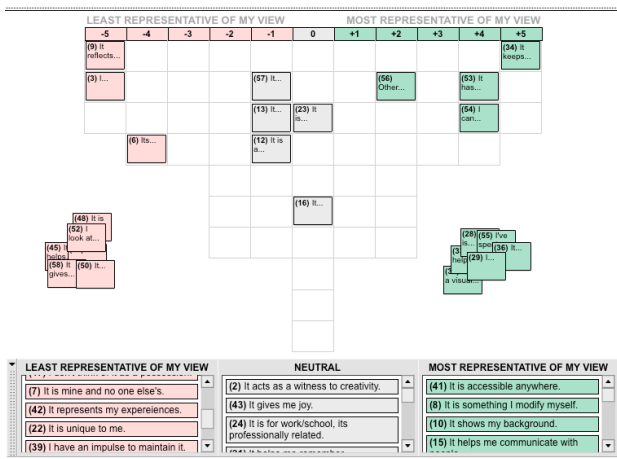 LEAST REPRESENTATIVE OF MY VIEW MOST REPRESENTATIVE OF MY VIEW
-5 -4 -3 -2 -1 0 +1 +2 +3 +4 +5
(9) It reflects...
(34) It keeps...
(3) I...
(57) It...
(56) Other...
(53) It has...
(13) It...
(23) It is...
(54) I can...
(6) Its...
(12) It is a...
(16) It...
(48) It is
(52) I look at...
(45) It helps
(58) It gives...
(50) It...
(28) is...
(55) I've spe
(36) It...
(29) I...
help
a visual...
LEAST REPRESENTATIVE OF MY VIEW
(7) It is mine and no one else's.
(42) It represents my expereiences.
(22) It is unique to me.
(39) I have an impulse to maintain it.
NEUTRAL
(2) It acts as a witness to creativity.
(43) It gives me joy.
(24) It is for work/school, its
professionally related.
MOST REPRESENTATIVE OF MY VIEW
(41) It is accessible anywhere.
(8) It is something I modify myself.
(10) It shows my background.
(15) It helps me communicate with